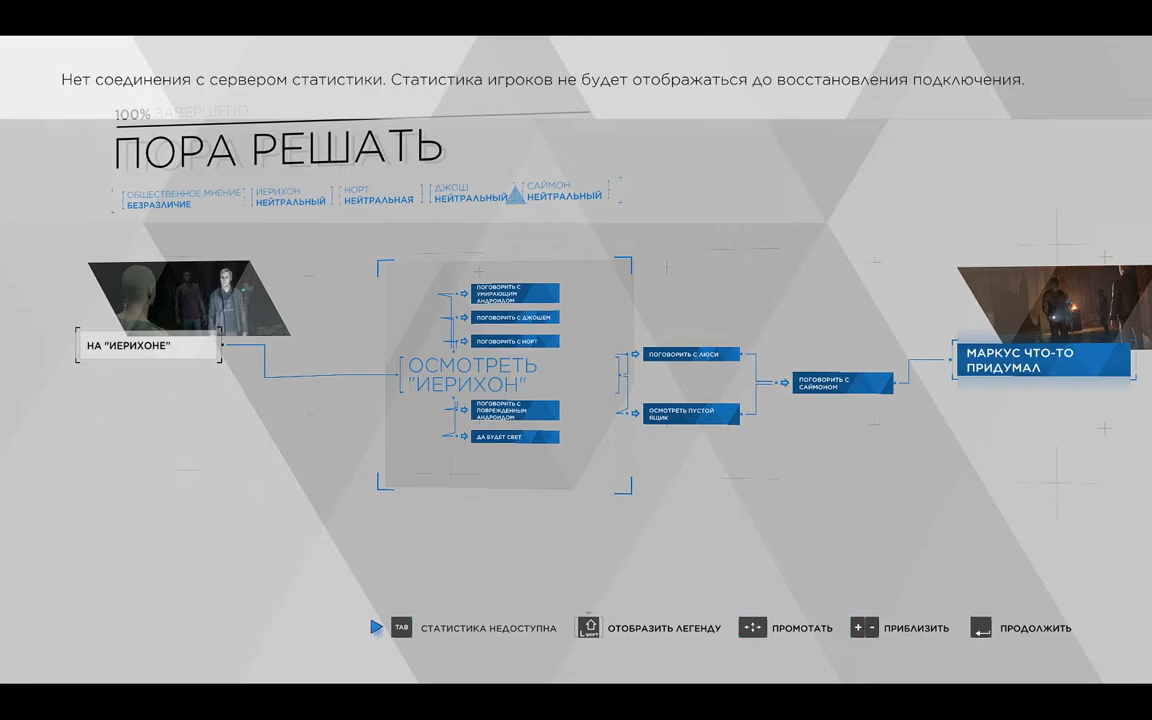 Нет соединения с сервером статистики. Статистика игроков не будет отображаться до восстановления подключения.
100% ЗАВЕРШЕНО
ПОРА РЕШАТЬ
ОБЩЕСТВЕННОЕ МНЕНИЕ
БЕЗРАЗЛИЧИЕ
ИЕРИХОН
НЕЙТРАЛЬНЫЙ
НОРТ
НЕЙТРАЛЬНАЯ
ДЖОШ
НЕЙТРАЛЬНЫЙ
САЙМОН
НЕЙТРАЛЬНЫЙ
НА "ИЕРИХОНЕ"
ПОГОВОРИТЬ С
УМИРАЮЩИМ
АНДРОИДОМ
ПОГОВОРИТЬ С ДЖОШЕМ
ПОГОВОРИТЬ С НОРТ
ОСМОТРЕТЬ
"ИЕРИХОН"
ПОГОВОРИТЬ С
ПОВРЕЖДЕННЫМ
АНДРОИДОМ
ДА БУДЕТ СВЕТ
ПОГОВОРИТЬ С ЛЮСИ
ОСМОТРЕТЬ ПУСТОЙ
ЯЩИК
ПОГОВОРИТЬ С
САЙМОНОМ
МАРКУС ЧТО-ТО
ПРИДУМАЛ
TAB СТАТИСТИКА НЕДОСТУПНА
L SHIFT ОТОБРАЗИТЬ ЛЕГЕНДУ
ПРОМОТАТЬ
+ - ПРИБЛИЗИТЬ
ПРОДОЛЖИТЬ